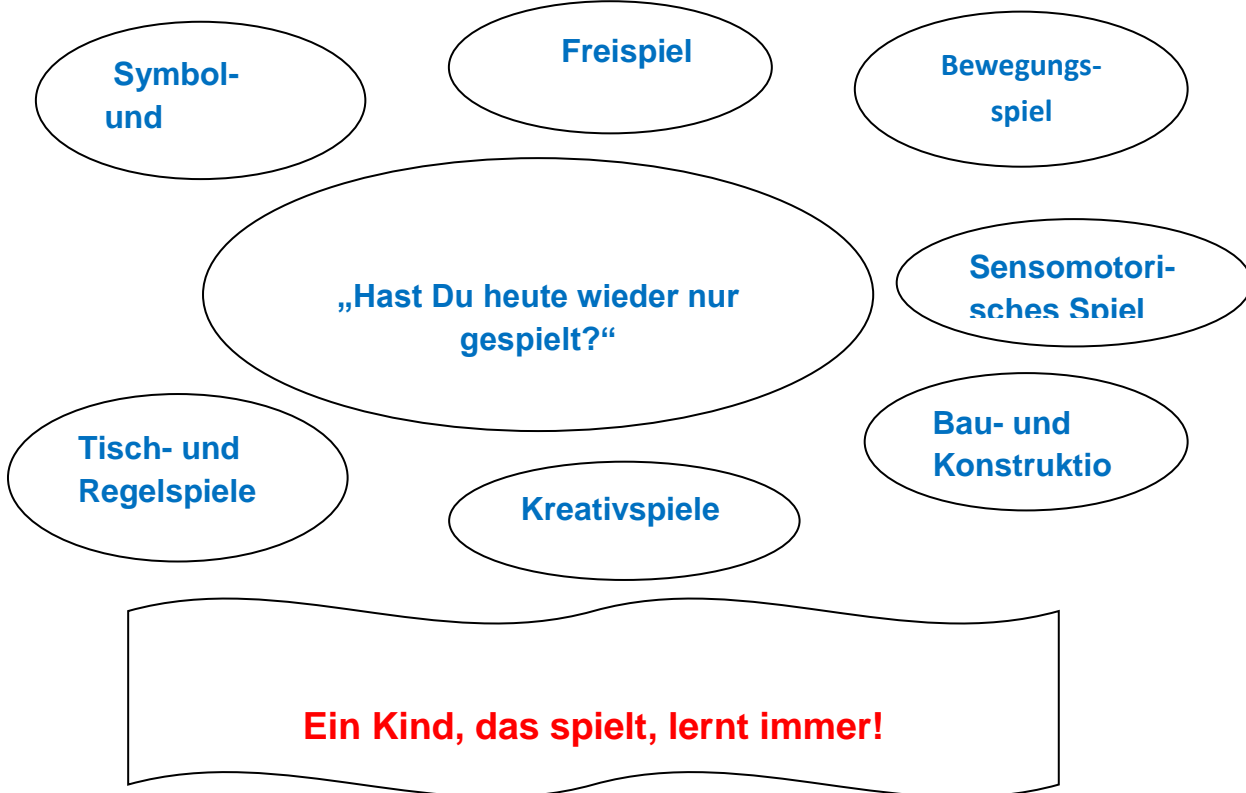 Symbol-
und
Freispiel
Bewegungs-
spiel
„Hast Du heute wieder nur
gespielt?“
Sensomotori-
sches Spiel
Tisch- und
Regelspiele
Bau- und
Konstruktio
Kreativspiele
Ein Kind, das spielt, lernt immer!